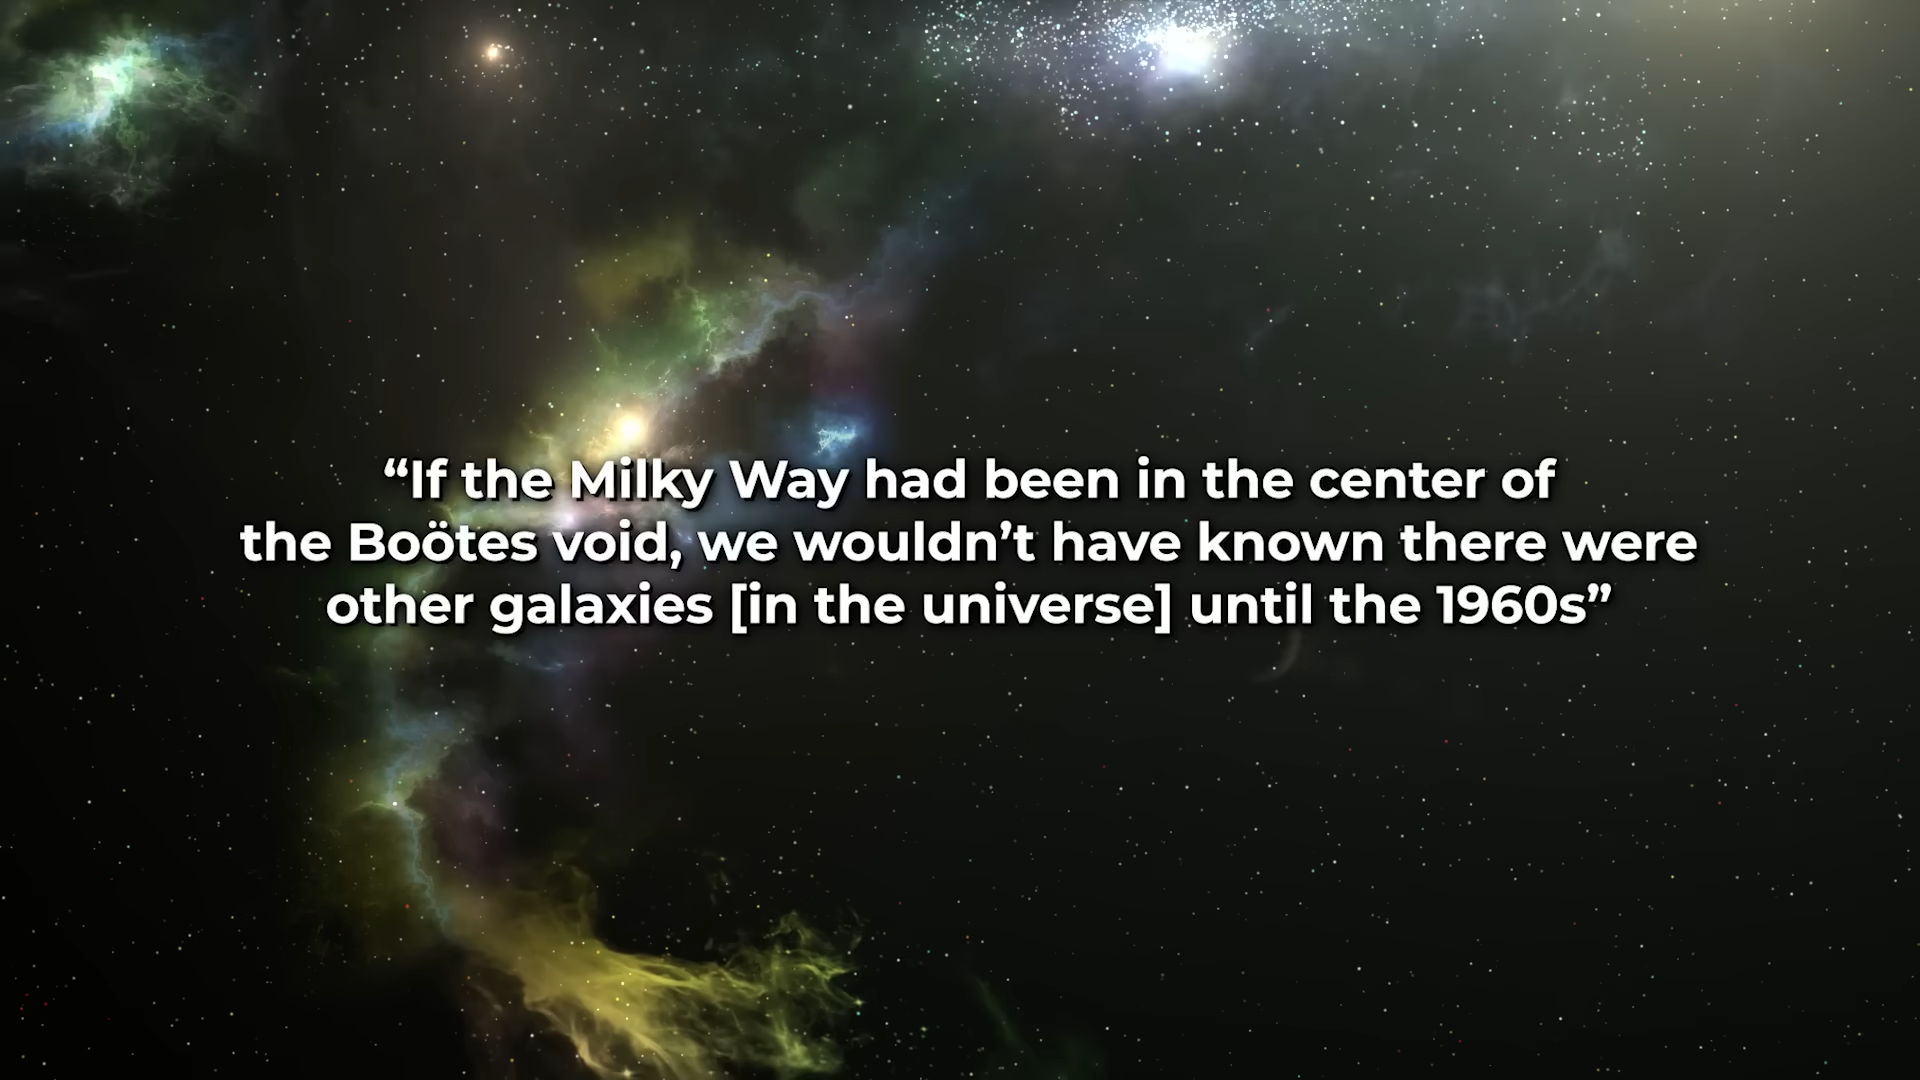 “If the Milky Way had been in the center of
the Boötes void, we wouldn’t have known there were
other galaxies [in the universe] until the 1960s”